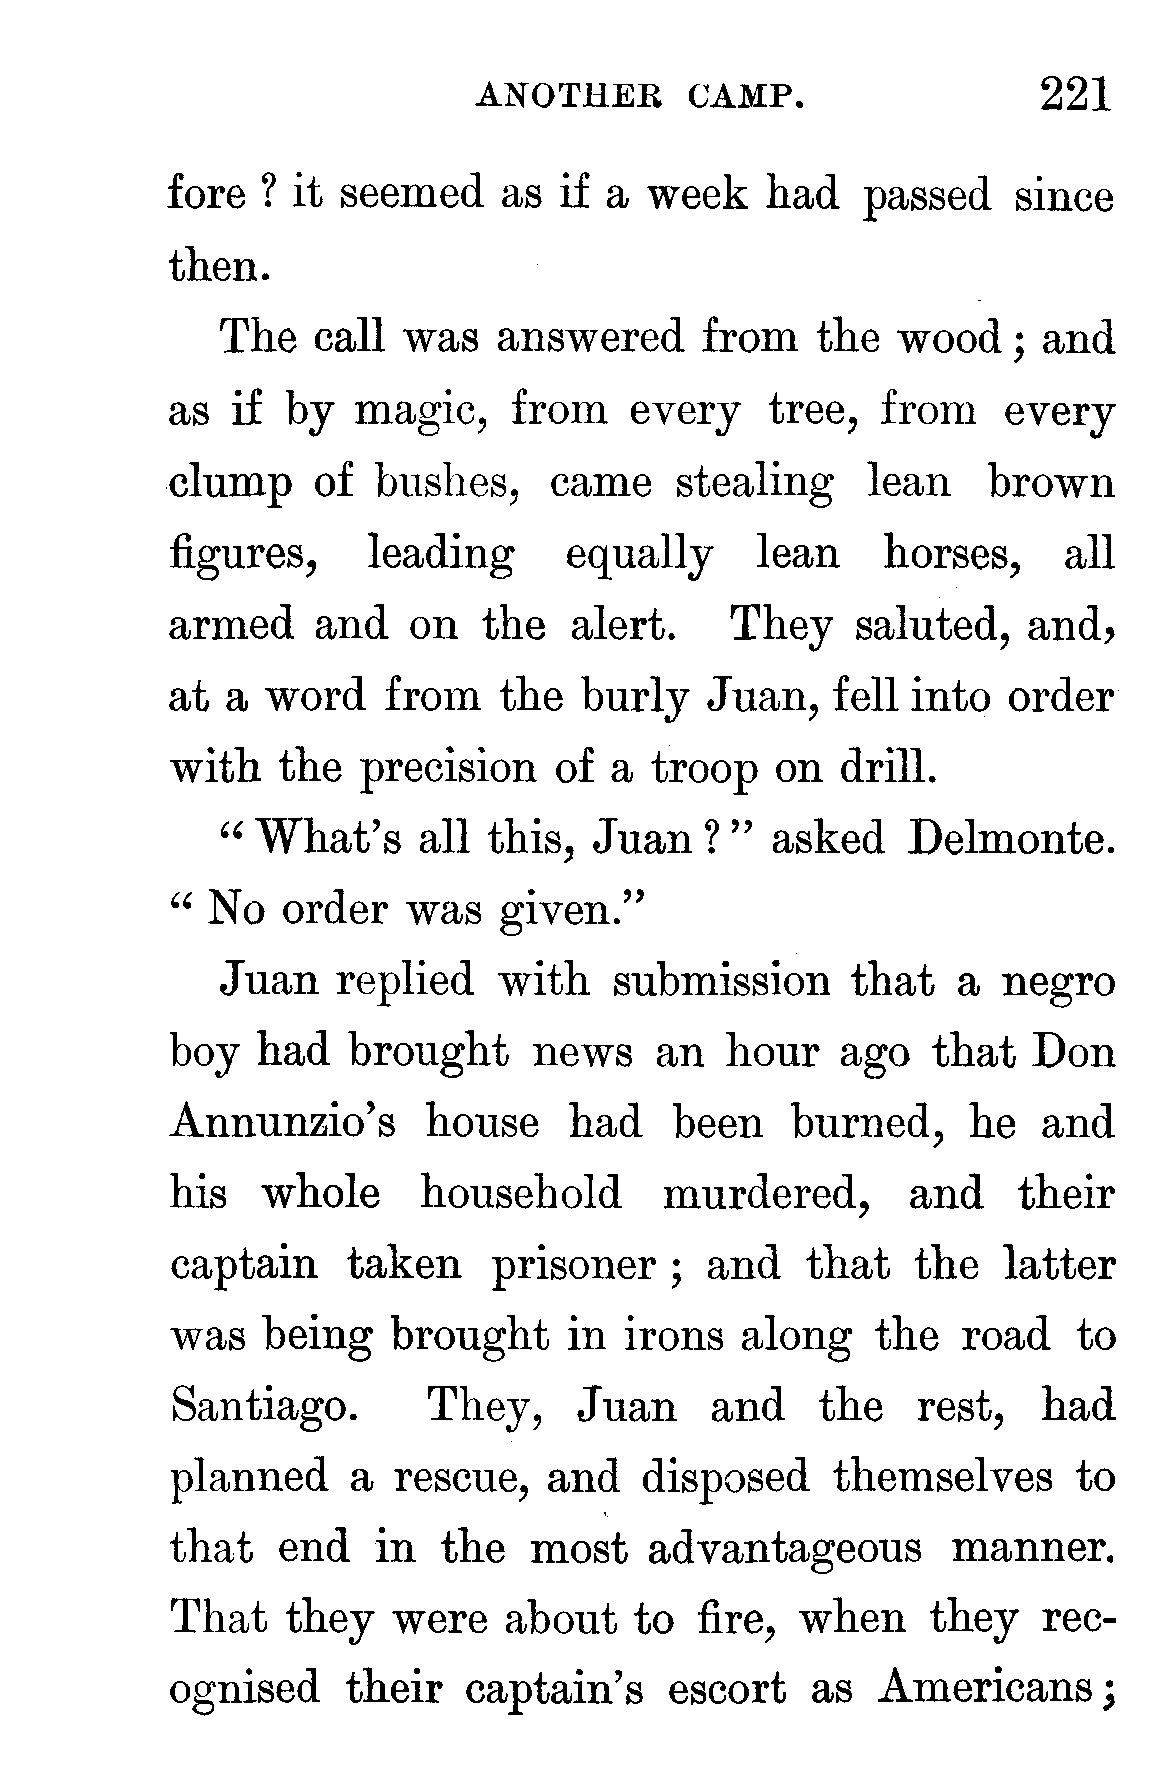 ANOTHER CAMP. 221
fore ? it seemed as if a week had passed since
then.
The call was answered from the wood ; and
as if by magic, from every tree, from every
clump of bushes, came stealing lean brown
figures, leading equally lean horses, all
armed and on the alert. They saluted, and,
at a word from the burly Juan, fell into order
with the precision of a troop on drill.
“ What’s all this, Juan ? ” asked Delmonte.
“ No order was given.”
Juan replied with submission that a negro
boy had brought news an hour ago that Don
Annunzio’s house had been burned, he and
his whole household murdered, and their
captain taken prisoner ; and that the latter
was being brought in irons along the road to
Santiago. They, Juan and the rest, had
planned a rescue, and disposed themselves to
that end in the most advantageous manner.
That they were about to fire, when they rec-
ognised their captain’s escort as Americans ;